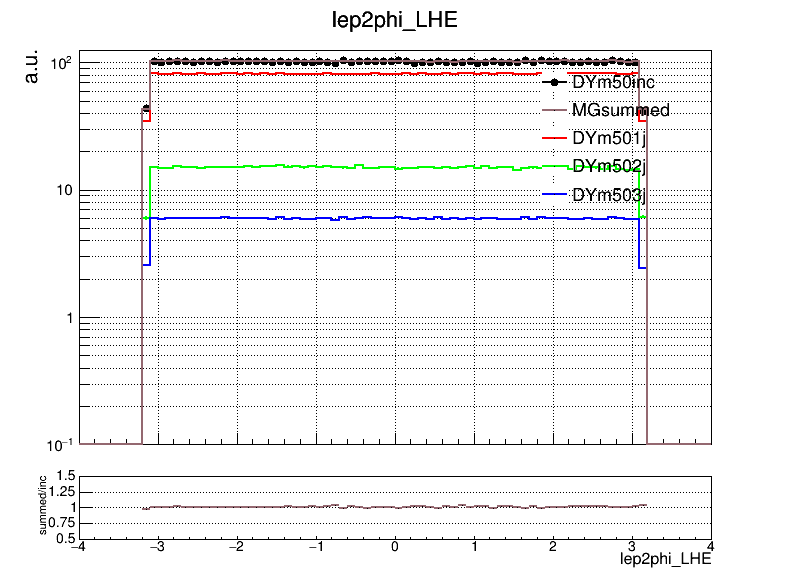 lep2phi_LHE
a.u.
10²
10
1
10⁻¹
DYm50inc
MGsummed
DYm501j
DYm502j
DYm503j
summed/inc
1.5
1.25
1
0.75
0.5
−4 −3 −2 −1 0 1 2 3 4
lep2phi_LHE